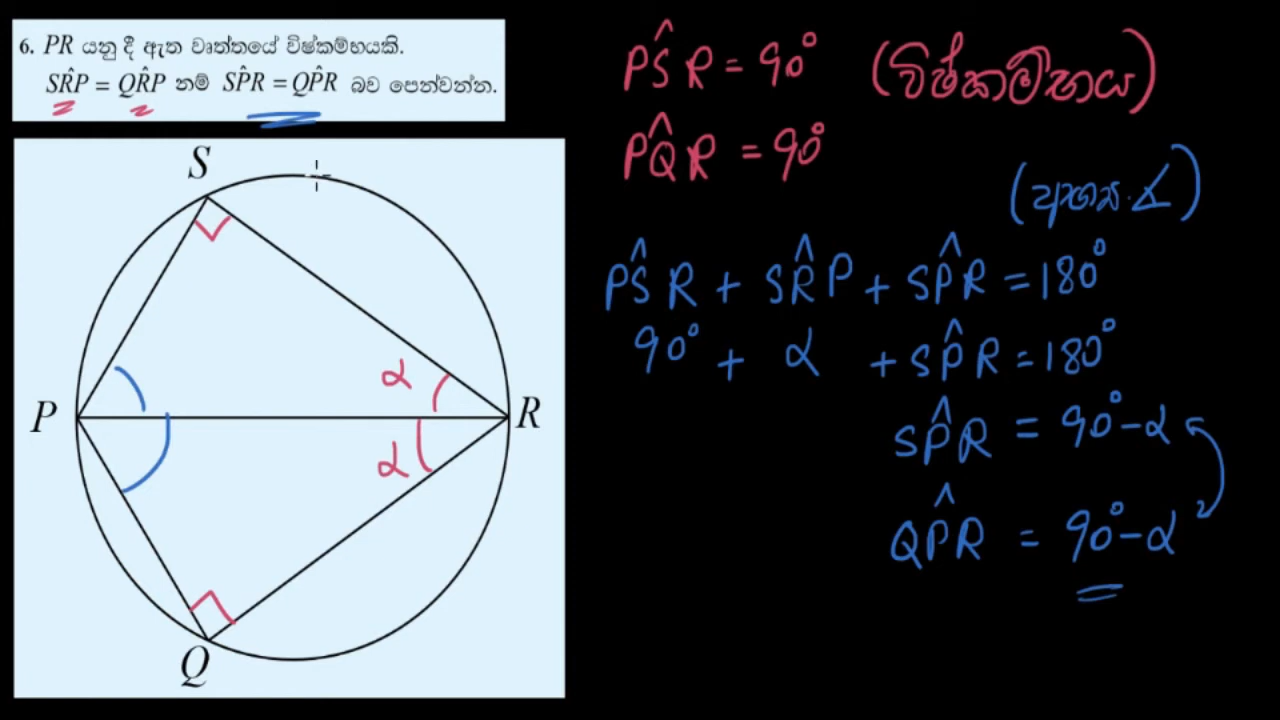 6. PR යනු දී ඇත වෘත්තයේ විෂ්කම්භයකි.
SR̂P = QR̂P නම් SP̂R = QP̂R බව පෙන්වන්න.
PŜR = 90° (විෂ්කම්භය)
PQ̂R = 90°
S
P
R
Q
α
α
PŜR + SR̂P + SP̂R = 180°
90° + α + SP̂R = 180°
SP̂R = 90° - α
QP̂R = 90° - α